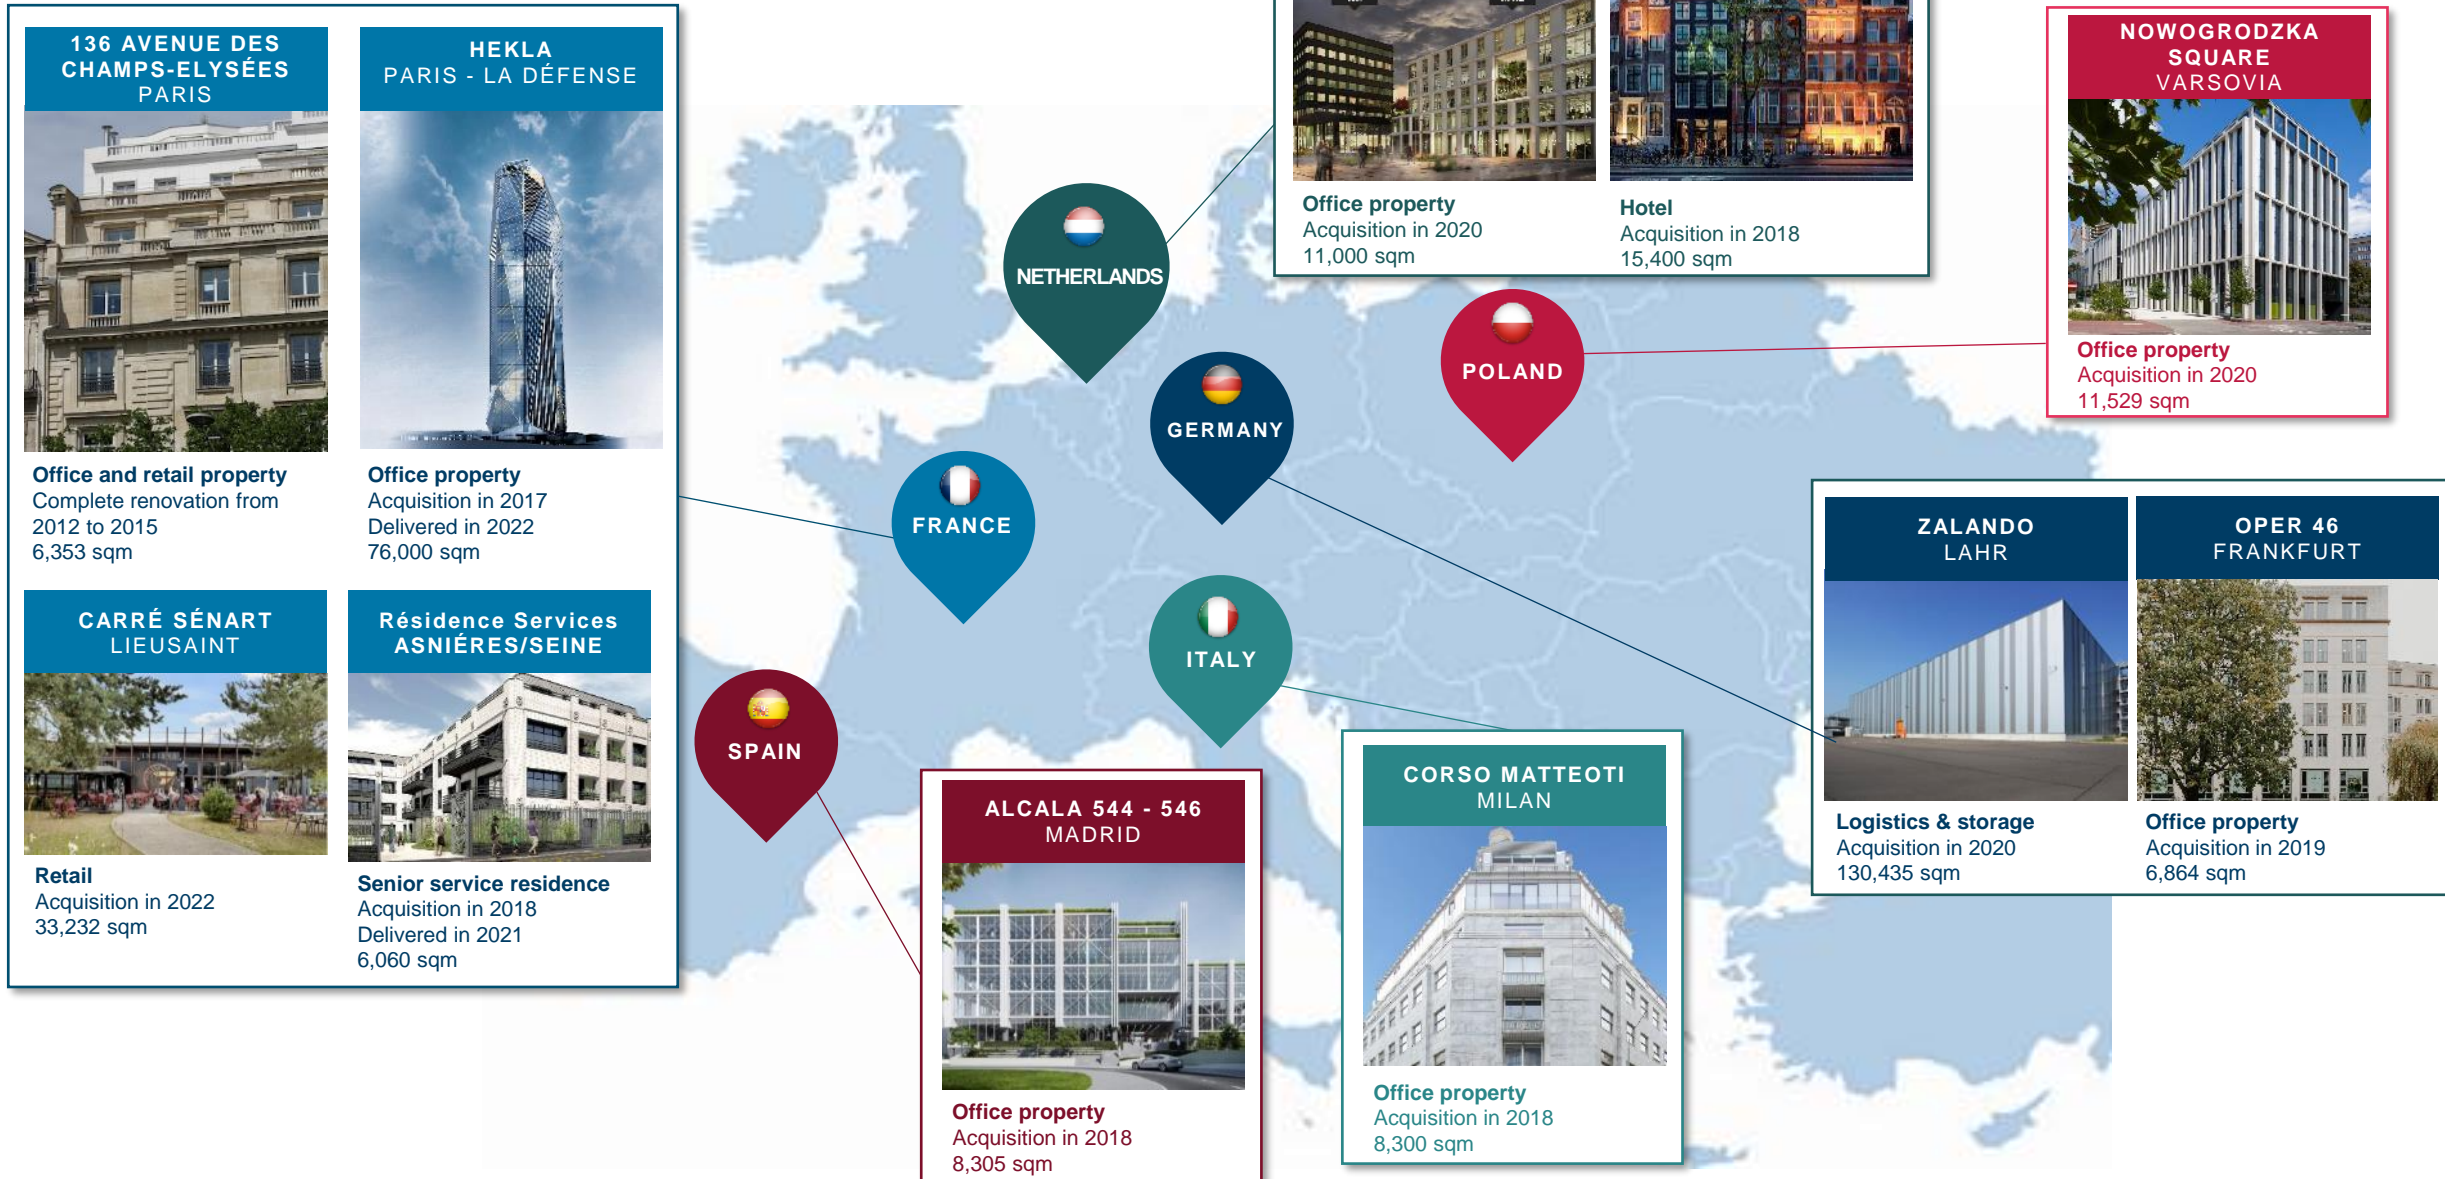 136 AVENUE DES
CHAMPS-ELYSÉES
PARIS
HEKLA
PARIS - LA DÉFENSE
Office and retail property
Complete renovation from
2012 to 2015
6,353 sqm
Office property
Acquisition in 2017
Delivered in 2022
76,000 sqm
CARRÉ SÉNART
LIEUSAINT
Résidence Services
ASNIÉRES/SEINE
Retail
Acquisition in 2022
33,232 sqm
Senior service residence
Acquisition in 2018
Delivered in 2021
6,060 sqm
Office property
Acquisition in 2020
11,000 sqm
Hotel
Acquisition in 2018
15,400 sqm
NOWOGRODZKA
SQUARE
VARSOVIA
Office property
Acquisition in 2020
11,529 sqm
NETHERLANDS
POLAND
GERMANY
FRANCE
ITALY
SPAIN
ZALANDO
LAHR
OPER 46
FRANKFURT
Logistics & storage
Acquisition in 2020
130,435 sqm
Office property
Acquisition in 2019
6,864 sqm
ALCALA 544 - 546
MADRID
Office property
Acquisition in 2018
8,305 sqm
CORSO MATTEOTI
MILAN
Office property
Acquisition in 2018
8,300 sqm